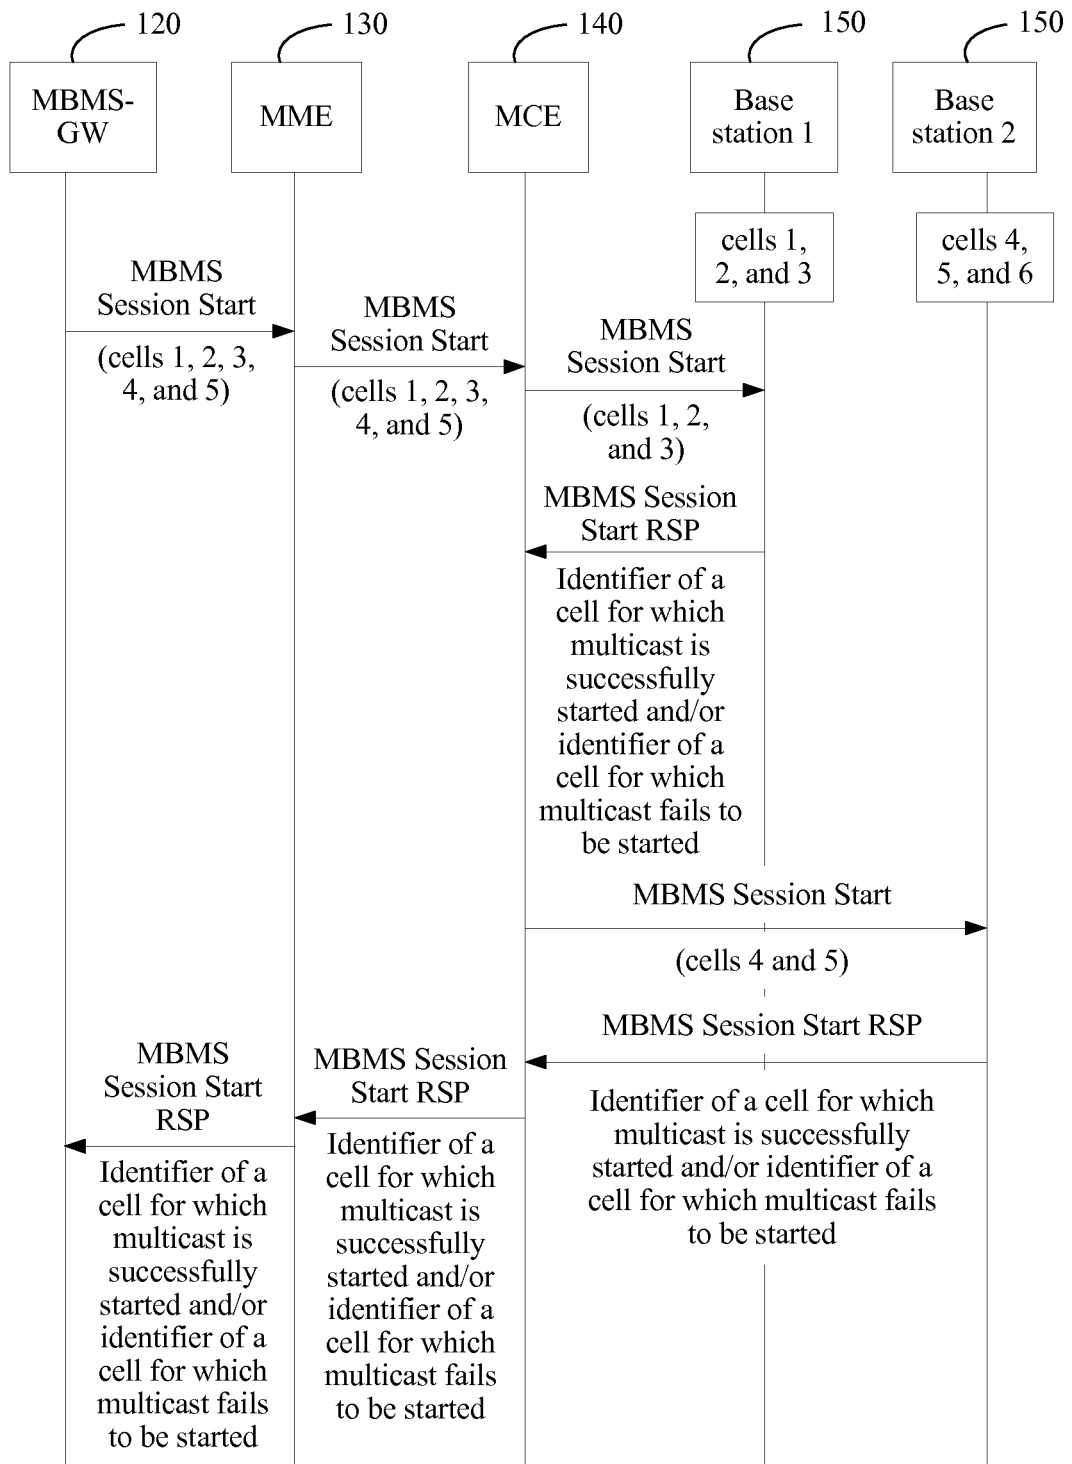 120
130
140
150
150
MBMS-
GW
MME
MCE
Base
station 1
Base
station 2
cells 1,
2, and 3
cells 4,
5, and 6
MBMS
Session Start
(cells 1, 2, 3,
4, and 5)
MBMS
Session Start
(cells 1, 2, 3,
4, and 5)
MBMS
Session Start
(cells 1, 2,
and 3)
MBMS Session
Start RSP
Identifier of a
cell for which
multicast is
successfully
started and/or
identifier of a
cell for which
multicast fails to
be started
MBMS Session Start
(cells 4 and 5)
MBMS Session Start RSP
Identifier of a cell for which
multicast is successfully
started and/or identifier of a
cell for which multicast fails
to be started
MBMS Session
Start RSP
Identifier of a
cell for which
multicast is
successfully
started and/or
identifier of a
cell for which
multicast fails
to be started
MBMS
Session Start
RSP
Identifier of a
cell for which
multicast is
successfully
started and/or
identifier of a
cell for which
multicast fails
to be started